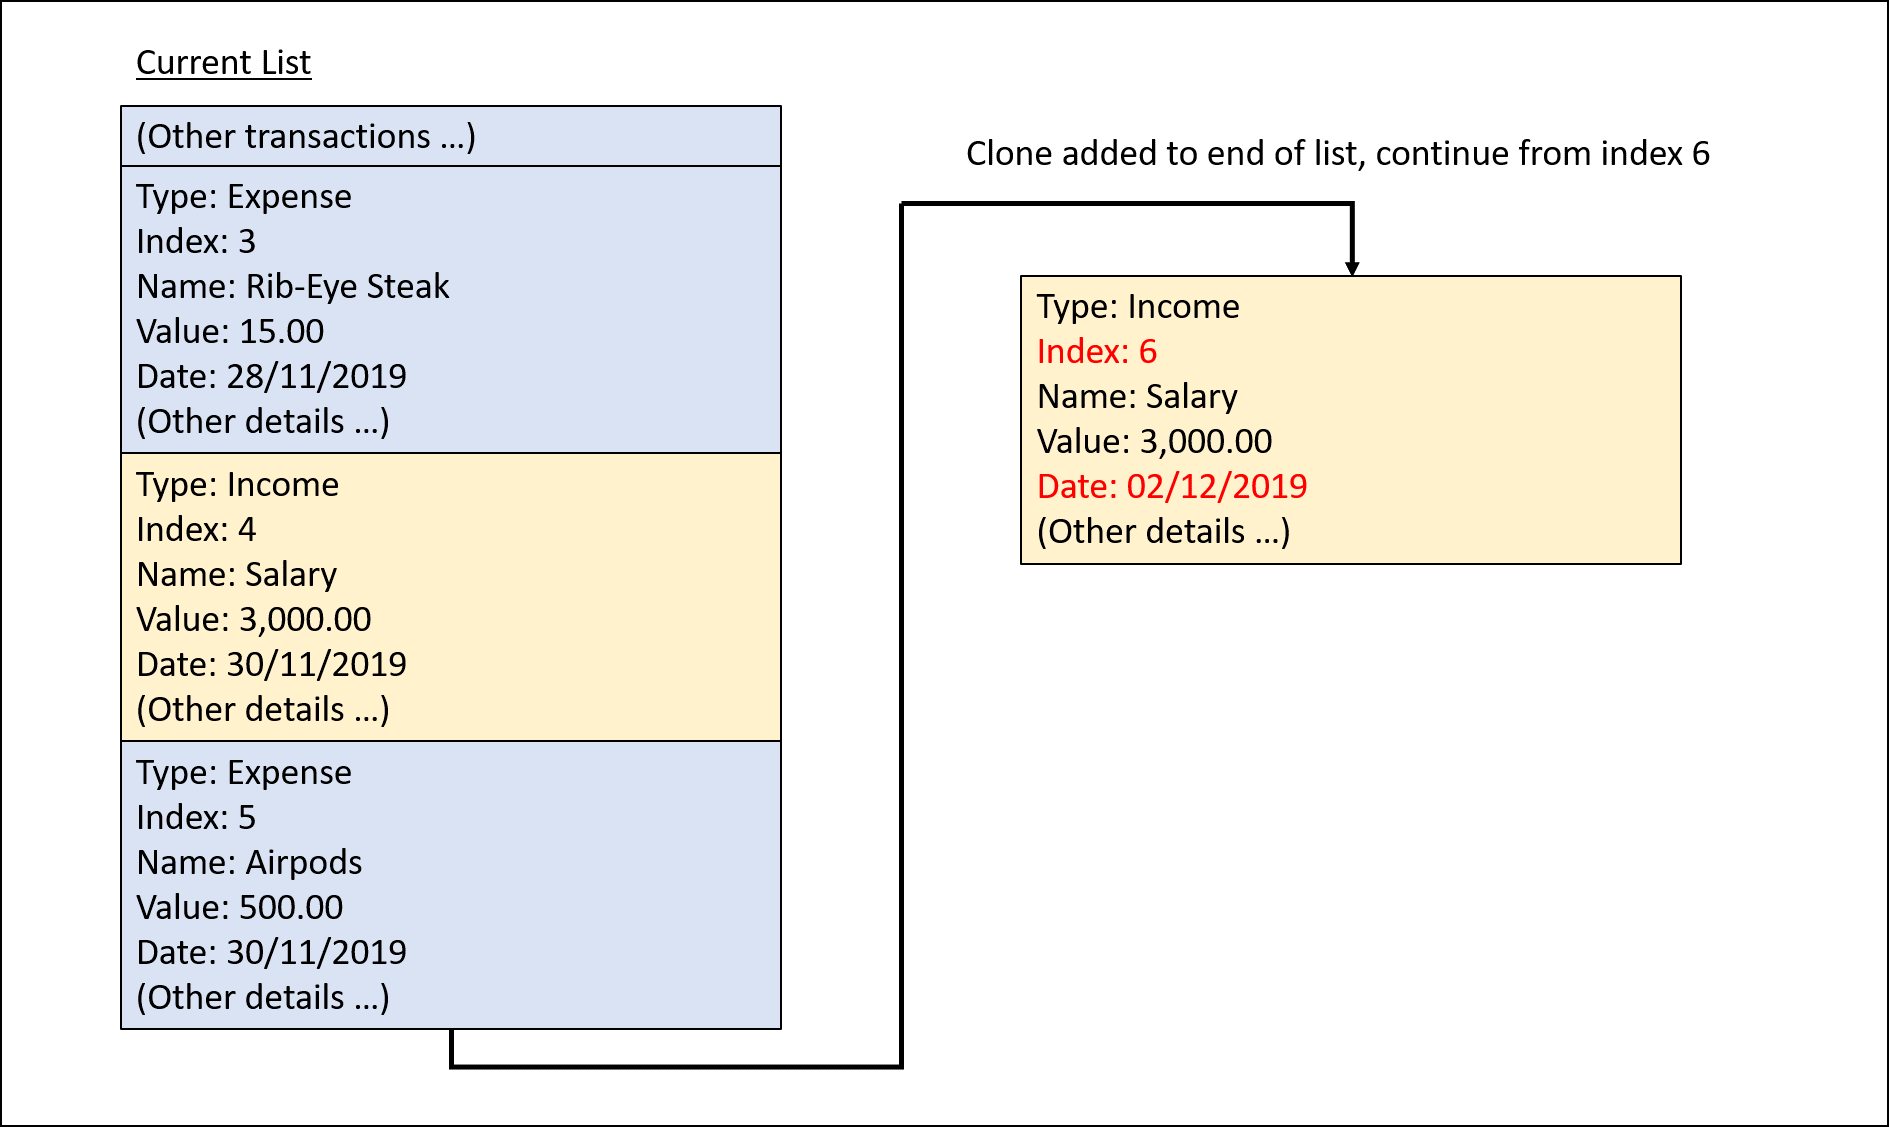 Current List
(Other transactions ...)
Type: Expense
Index: 3
Name: Rib-Eye Steak
Value: 15.00
Date: 28/11/2019
(Other details ...)
Type: Income
Index: 4
Name: Salary
Value: 3,000.00
Date: 30/11/2019
(Other details ...)
Type: Expense
Index: 5
Name: Airpods
Value: 500.00
Date: 30/11/2019
(Other details ...)
Clone added to end of list, continue from index 6
Type: Income
Index: 6
Name: Salary
Value: 3,000.00
Date: 02/12/2019
(Other details ...)